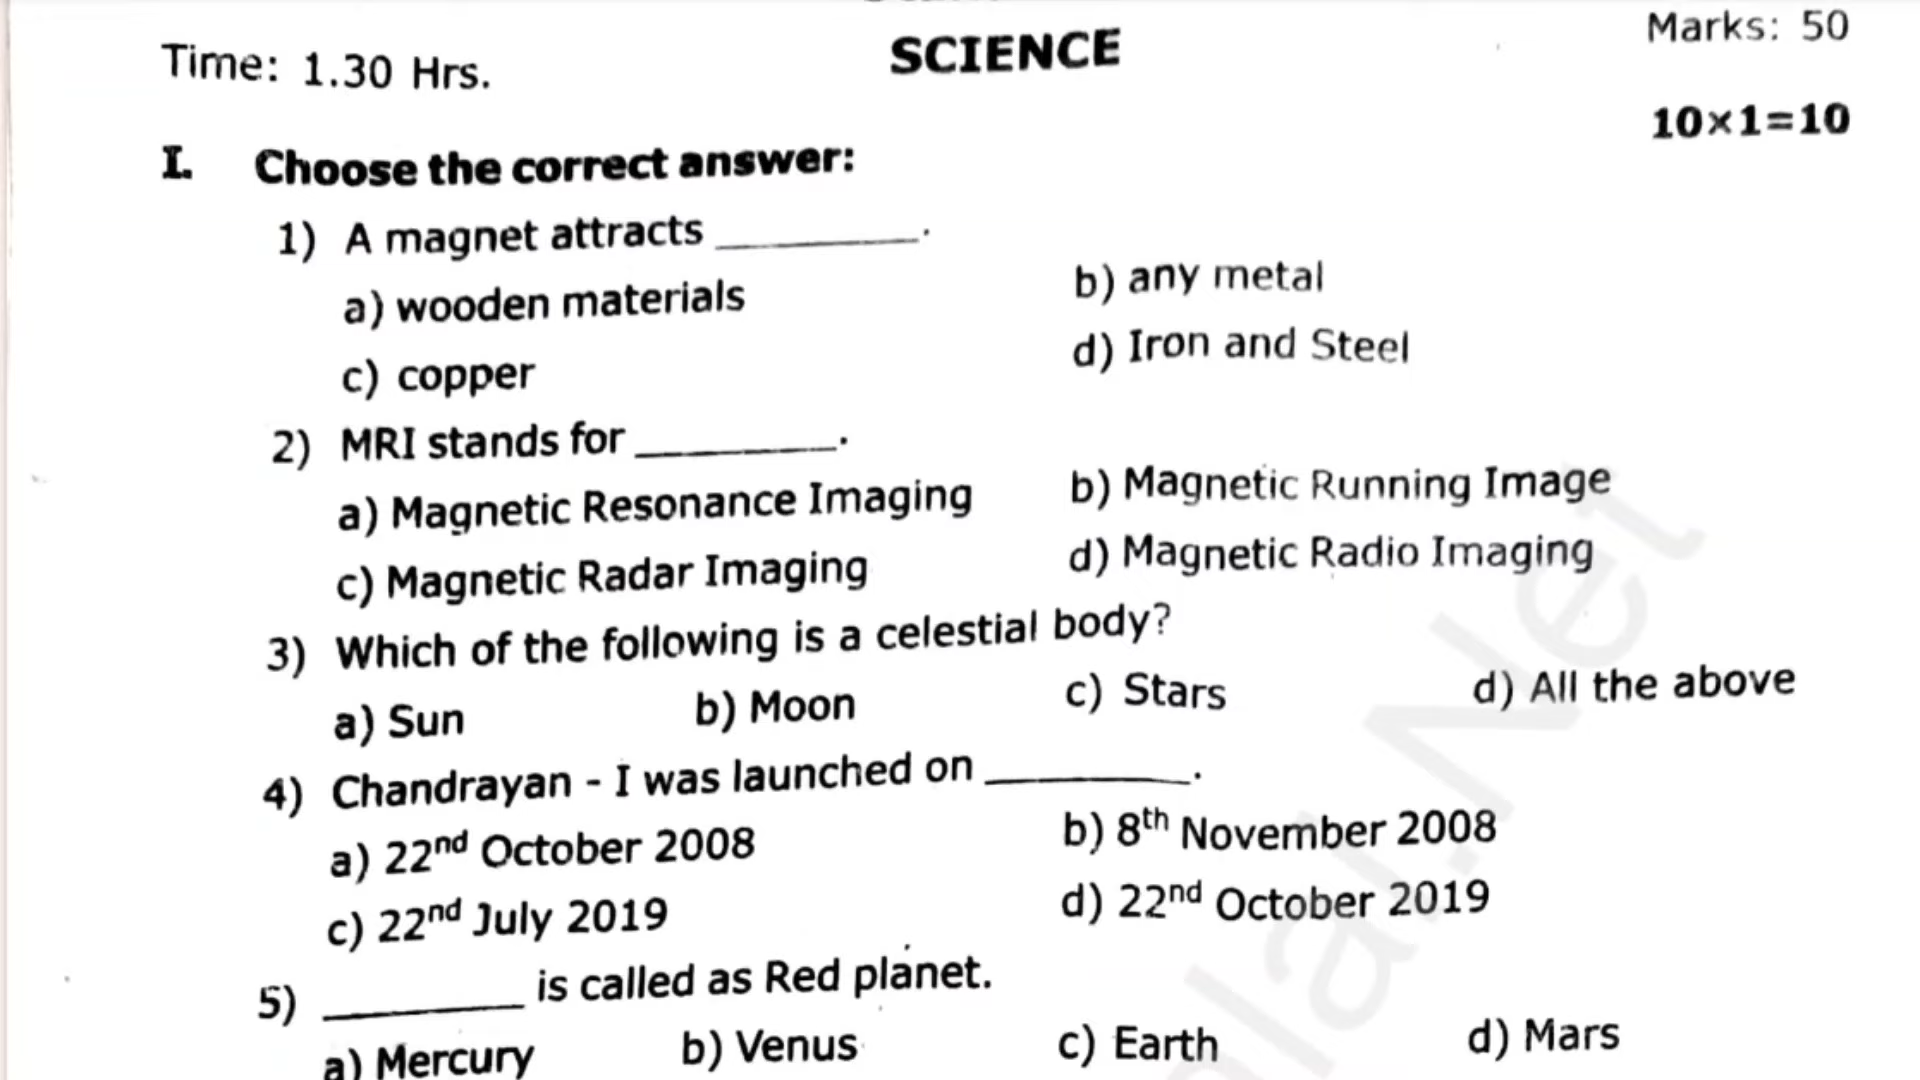 Marks: 50
Time: 1.30 Hrs.
SCIENCE
10×1=10
I. Choose the correct answer:
1) A magnet attracts _________.
a) wooden materials b) any metal
c) copper d) Iron and Steel
2) MRI stands for _________.
a) Magnetic Resonance Imaging b) Magnetic Running Image
c) Magnetic Radar Imaging d) Magnetic Radio Imaging
3) Which of the following is a celestial body?
a) Sun b) Moon c) Stars d) All the above
4) Chandrayan - I was launched on _________.
a) 22nd October 2008 b) 8th November 2008
c) 22nd July 2019 d) 22nd October 2019
5) _________ is called as Red planet.
a) Mercury b) Venus c) Earth d) Mars